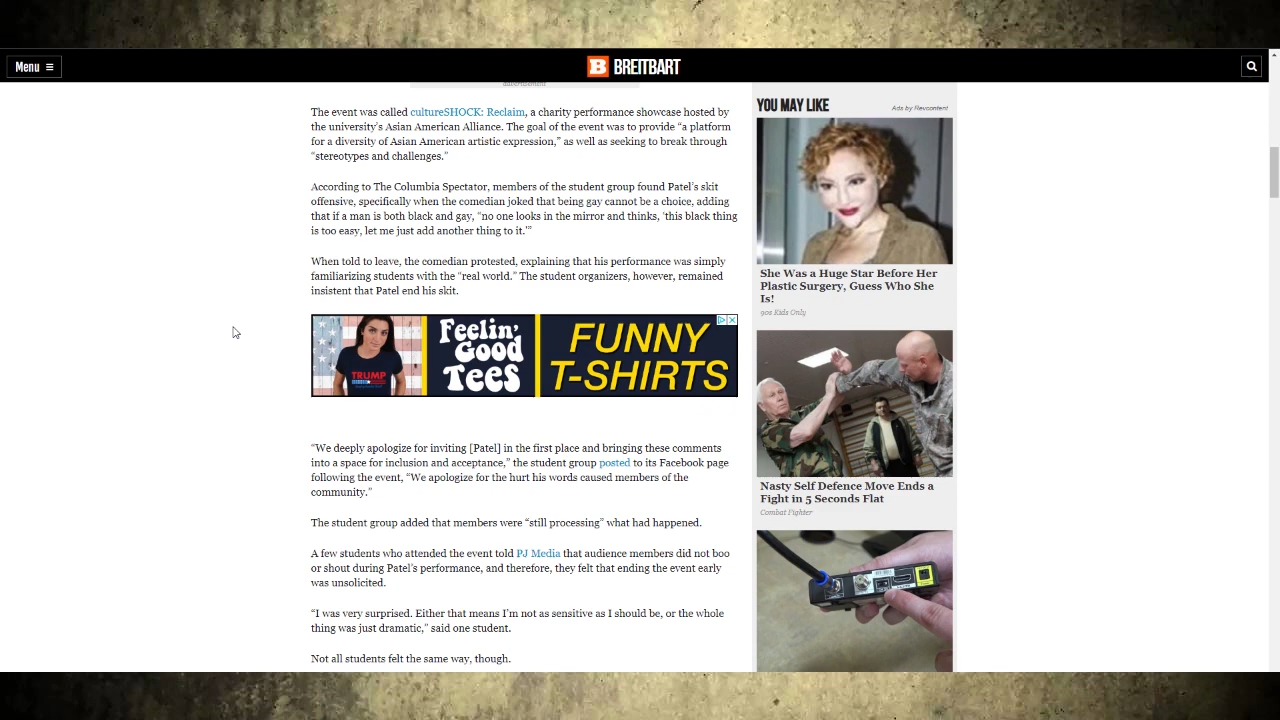 Menu
BREITBART
advertisement
The event was called cultureSHOCK: Reclaim, a charity performance showcase hosted by
the university's Asian American Alliance. The goal of the event was to provide “a platform
for a diversity of Asian American artistic expression,” as well as seeking to break through
“stereotypes and challenges.”
According to The Columbia Spectator, members of the student group found Patel's skit
offensive, specifically when the comedian joked that being gay cannot be a choice, adding
that if a man is both black and gay, “no one looks in the mirror and thinks, ‘this black thing
is too easy, let me just add another thing to it.’”
When told to leave, the comedian protested, explaining that his performance was simply
familiarizing students with the “real world.” The student organizers, however, remained
insistent that Patel end his skit.
TRUMP
Feelin'
Good
Tees
FUNNY
T-SHIRTS
“We deeply apologize for inviting [Patel] in the first place and bringing these comments
into a space for inclusion and acceptance,” the student group posted to its Facebook page
following the event, “We apologize for the hurt his words caused members of the
community.”
The student group added that members were “still processing” what had happened.
A few students who attended the event told PJ Media that audience members did not boo
or shout during Patel's performance, and therefore, they felt that ending the event early
was unsolicited.
“I was very surprised. Either that means I'm not as sensitive as I should be, or the whole
thing was just dramatic,” said one student.
Not all students felt the same way, though.
YOU MAY LIKE
Ads by Revcontent
She Was a Huge Star Before Her
Plastic Surgery, Guess Who She
Is!
90s Kids Only
Nasty Self Defence Move Ends a
Fight in 5 Seconds Flat
Combat Fighter